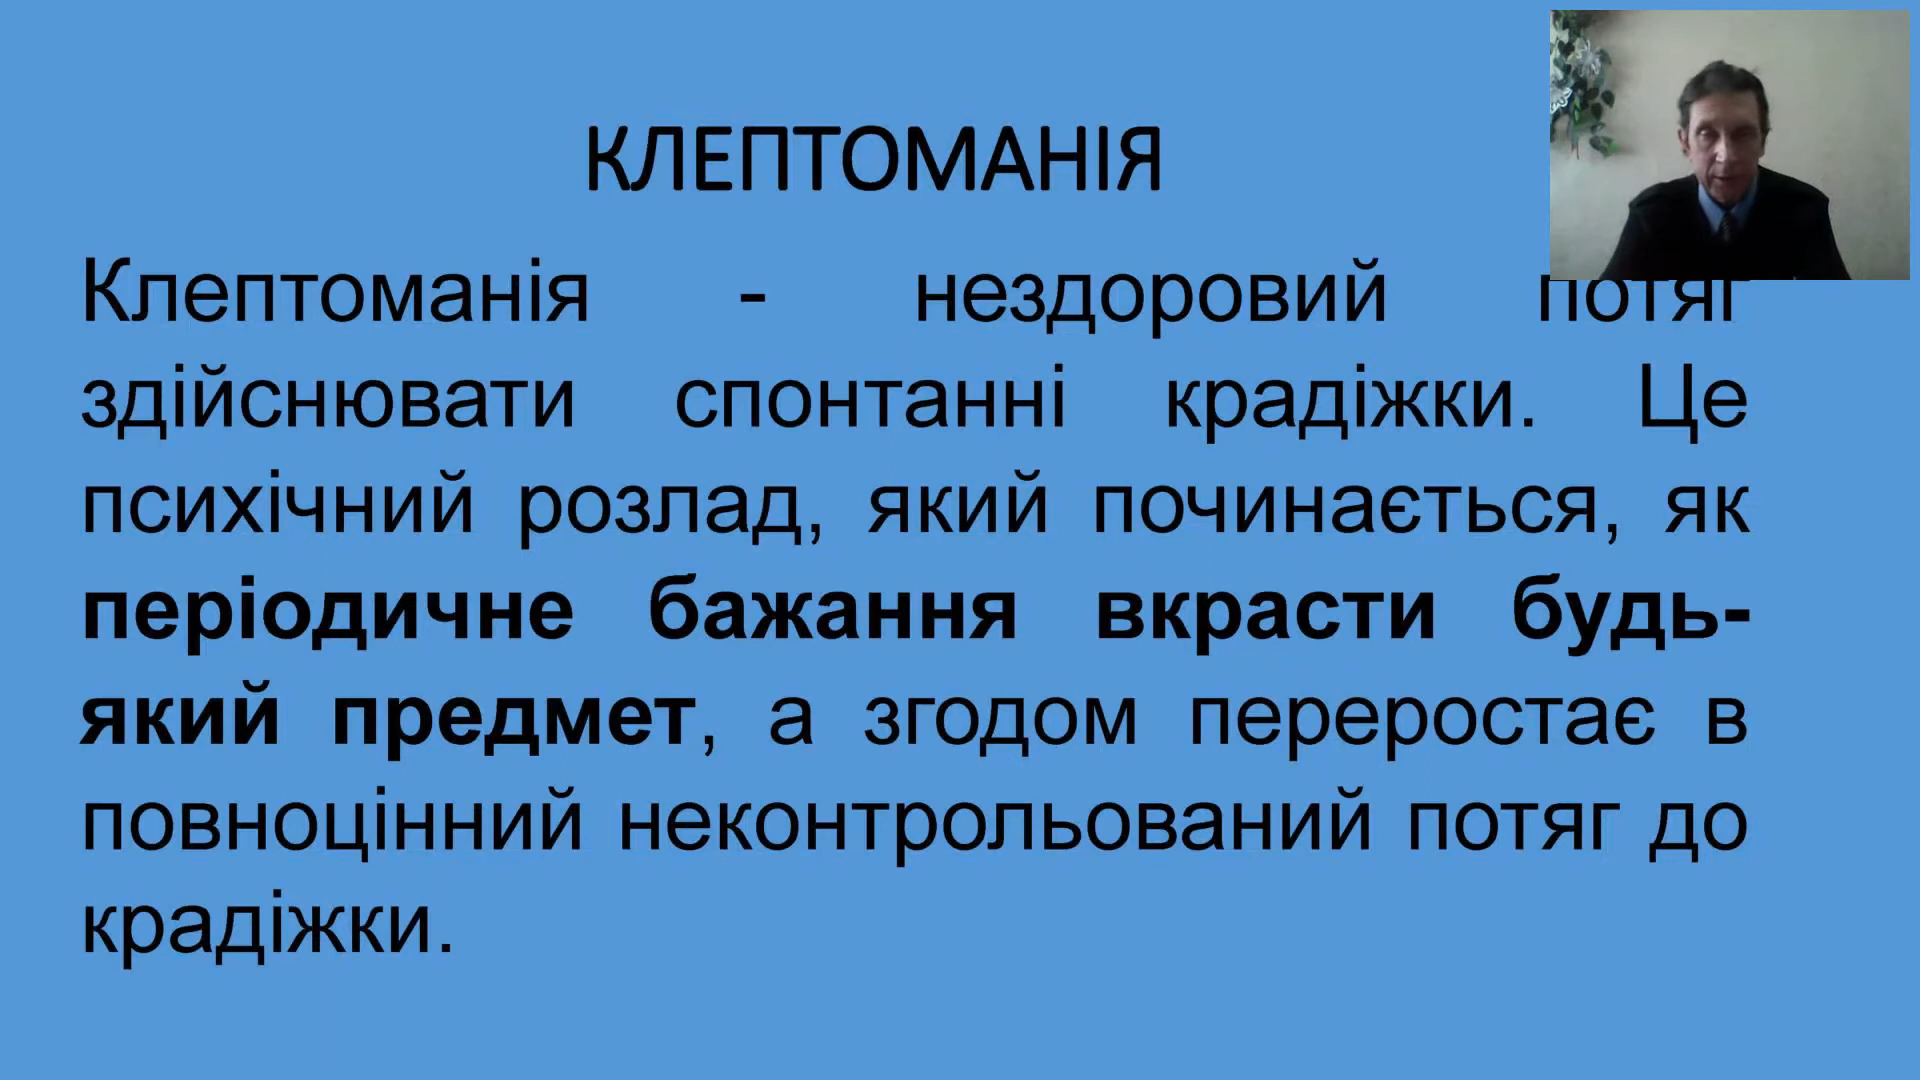 КЛЕПТОМАНІЯ
Клептоманія - нездоровий потяг
здійснювати спонтанні крадіжки. Це
психічний розлад, який починається, як
періодичне бажання вкрасти будь-
який предмет, а згодом переростає в
повноцінний неконтрольований потяг до
крадіжки.